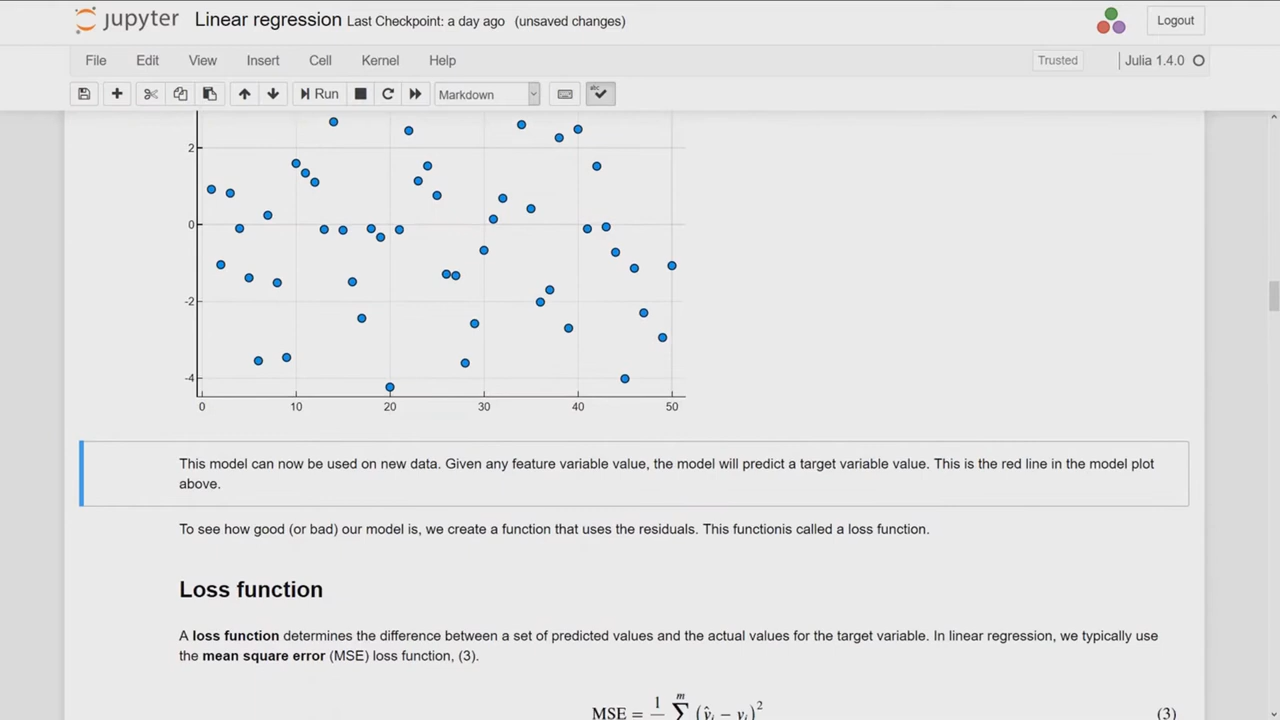 jupyter Linear regression Last Checkpoint: a day ago (unsaved changes) Logout
File Edit View Insert Cell Kernel Help Trusted Julia 1.4.0
Run Markdown
2
0
-2
-4
0 10 20 30 40 50
This model can now be used on new data. Given any feature variable value, the model will predict a target variable value. This is the red line in the model plot
above.
To see how good (or bad) our model is, we create a function that uses the residuals. This functionis called a loss function.
Loss function
A loss function determines the difference between a set of predicted values and the actual values for the target variable. In linear regression, we typically use
the mean square error (MSE) loss function, (3).
MSE = 1 m ∑ (ŷᵢ − yᵢ)² (3)